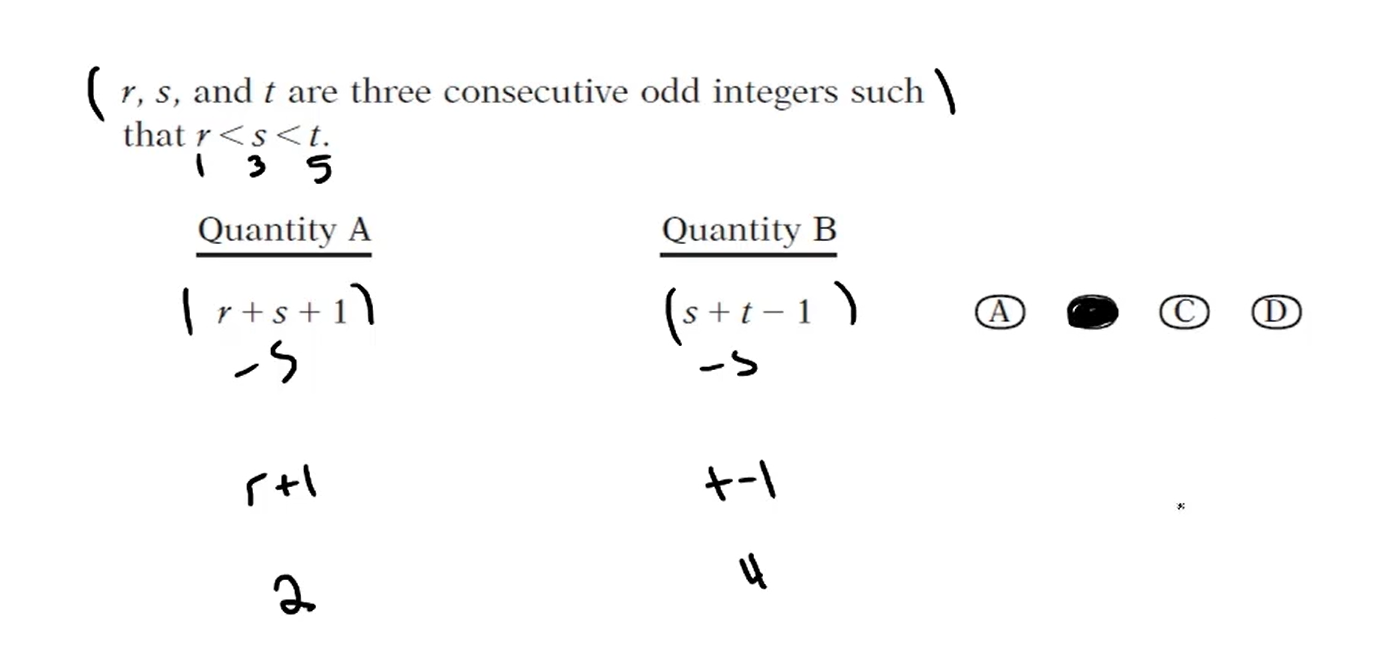 ( r, s, and t are three consecutive odd integers such )
that r < s < t.
1 3 5
Quantity A Quantity B
( r + s + 1 ) ( s + t − 1 ) A C D
- s - s
r+1 t-1
2 4